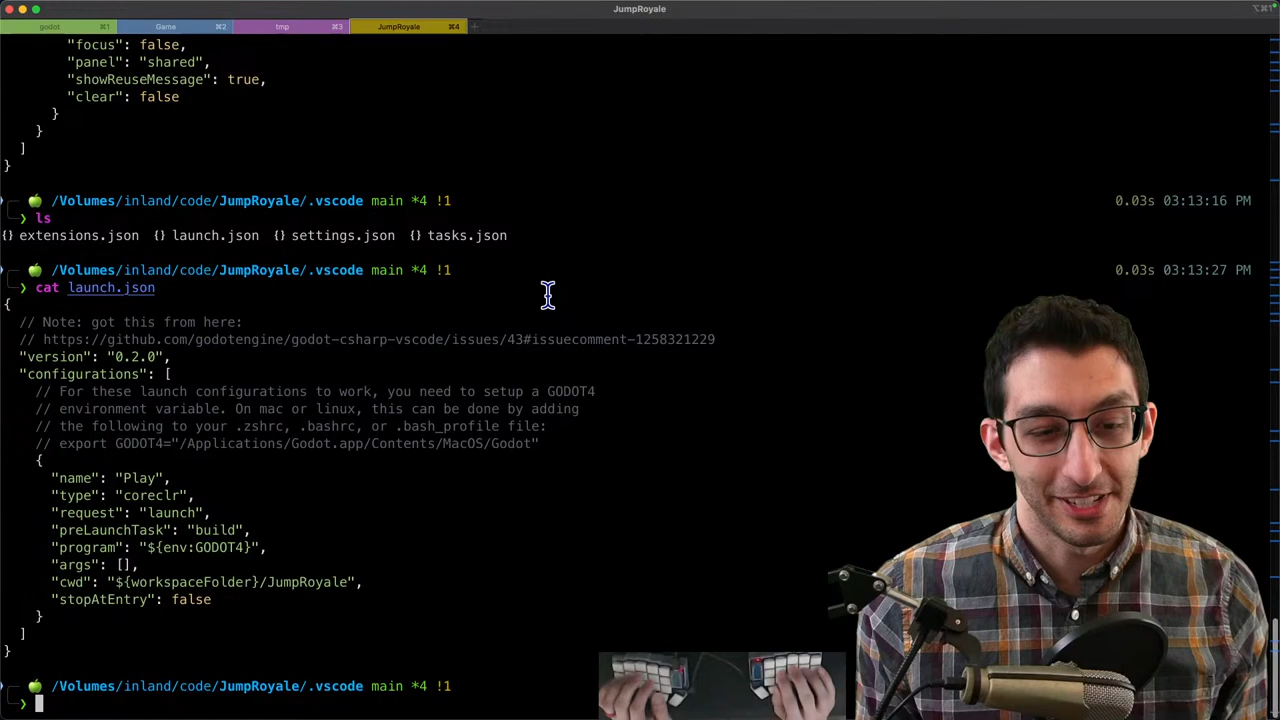 JumpRoyale
⌥⌘1
godot ⌘1 Game ⌘2 tmp ⌘3 JumpRoyale ⌘4 +
"focus": false,
"panel": "shared",
"showReuseMessage": true,
"clear": false
}
}
]
}
/Volumes/inland/code/JumpRoyale/.vscode main *4 !1 0.03s 03:13:16 PM
❯ ls
{} extensions.json {} launch.json {} settings.json {} tasks.json
/Volumes/inland/code/JumpRoyale/.vscode main *4 !1 0.03s 03:13:27 PM
❯ cat launch.json
{
// Note: got this from here:
// https://github.com/godotengine/godot-csharp-vscode/issues/43#issuecomment-1258321229
"version": "0.2.0",
"configurations": [
// For these launch configurations to work, you need to setup a GODOT4
// environment variable. On mac or linux, this can be done by adding
// the following to your .zshrc, .bashrc, or .bash_profile file:
// export GODOT4="/Applications/Godot.app/Contents/MacOS/Godot"
{
"name": "Play",
"type": "coreclr",
"request": "launch",
"preLaunchTask": "build",
"program": "${env:GODOT4}",
"args": [],
"cwd": "${workspaceFolder}/JumpRoyale",
"stopAtEntry": false
}
]
}
/Volumes/inland/code/JumpRoyale/.vscode main *4 !1
❯